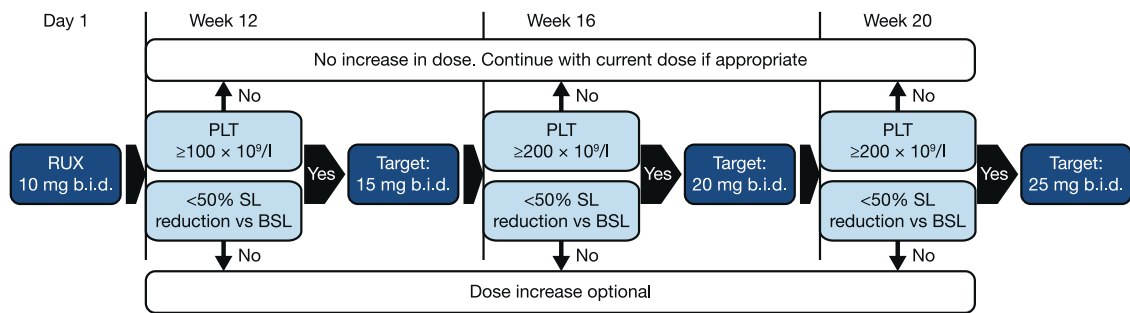 Day 1
Week 12
Week 16
Week 20
No increase in dose. Continue with current dose if appropriate
No
No
No
PLT
≥100 × 10⁹/l
PLT
≥200 × 10⁹/l
PLT
≥200 × 10⁹/l
RUX
10 mg b.i.d.
Yes
Target:
15 mg b.i.d.
Yes
Target:
20 mg b.i.d.
Yes
Target:
25 mg b.i.d.
<50% SL
reduction vs BSL
<50% SL
reduction vs BSL
<50% SL
reduction vs BSL
No
No
No
Dose increase optional